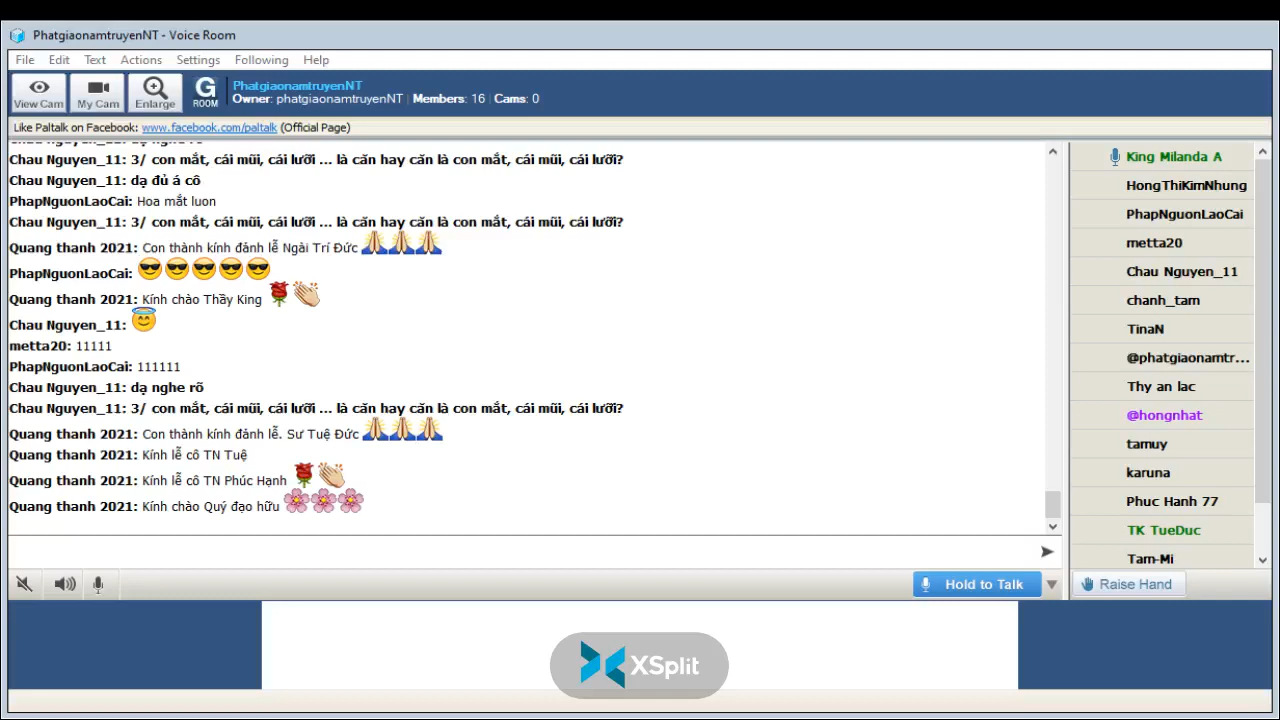 PhatgiaonamtruyenNT - Voice Room
File Edit Text Actions Settings Following Help
View Cam My Cam Enlarge G ROOM
PhatgiaonamtruyenNT
Owner: phatgiaonamtruyenNT | Members: 16 | Cams: 0
Like Paltalk on Facebook: www.facebook.com/paltalk (Official Page)
Chau Nguyen_11: 3/ con mắt, cái mũi, cái lưỡi ... là căn hay căn là con mắt, cái mũi, cái lưỡi?
Chau Nguyen_11: dạ đủ á cô
PhapNguonLaoCai: Hoa mắt luon
Chau Nguyen_11: 3/ con mắt, cái mũi, cái lưỡi ... là căn hay căn là con mắt, cái mũi, cái lưỡi?
Quang thanh 2021: Con thành kính đảnh lễ Ngài Trí Đức 🙏🙏🙏
PhapNguonLaoCai: 😎😎😎😎😎
Quang thanh 2021: Kính chào Thầy King 🌹👏
Chau Nguyen_11: 😇
metta20: 11111
PhapNguonLaoCai: 111111
Chau Nguyen_11: dạ nghe rõ
Chau Nguyen_11: 3/ con mắt, cái mũi, cái lưỡi ... là căn hay căn là con mắt, cái mũi, cái lưỡi?
Quang thanh 2021: Con thành kính đảnh lễ. Sư Tuệ Đức 🙏🙏🙏
Quang thanh 2021: Kính lễ cô TN Tuệ
Quang thanh 2021: Kính lễ cô TN Phúc Hạnh 🌹👏
Quang thanh 2021: Kính chào Quý đạo hữu 🌸🌸🌸
King Milanda A
HongThiKimNhung
PhapNguonLaoCai
metta20
Chau Nguyen_11
chanh_tam
TinaN
@phatgiaonamtr...
Thy an lac
@hongnhat
tamuy
karuna
Phuc Hanh 77
TK TueDuc
Tam-Mi
Hold to Talk
Raise Hand
XSplit